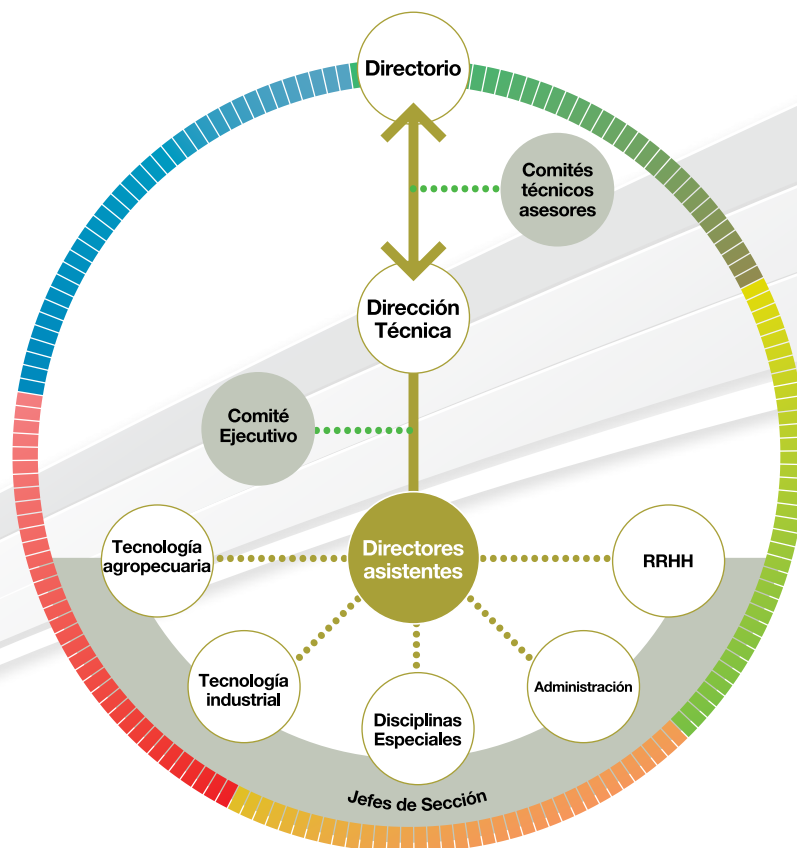 Directorio
Comités
técnicos
asesores
Dirección
Técnica
Comité
Ejecutivo
Directores
asistentes
Tecnología
agropecuaria
RRHH
Tecnología
industrial
Administración
Disciplinas
Especiales
Jefes de Sección